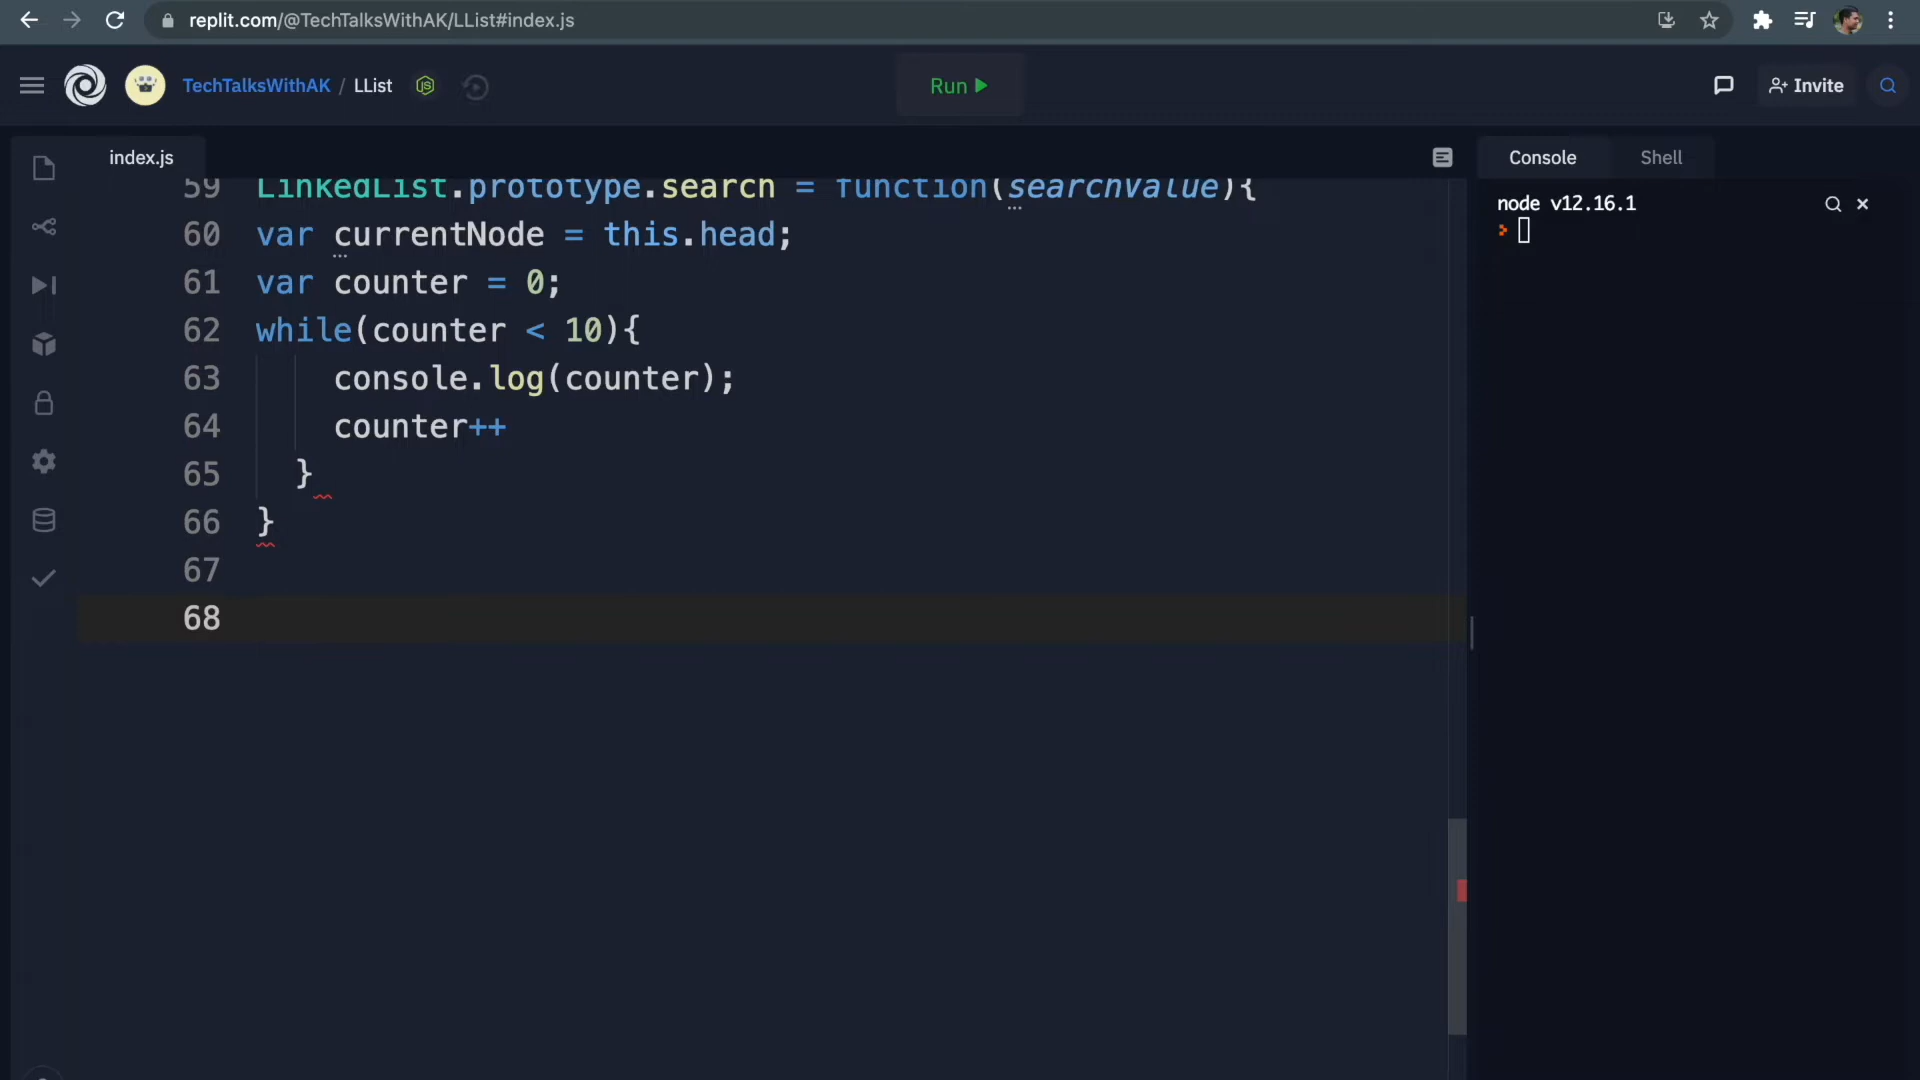 replit.com/@TechTalksWithAK/LList#index.js
TechTalksWithAK / LList
Run
Invite
index.js
Console
Shell
59 LinkedList.prototype.search = function(searchValue){
60 var currentNode = this.head;
61 var counter = 0;
62 while(counter < 10){
63 console.log(counter);
64 counter++
65 }
66 }
67
68
node v12.16.1